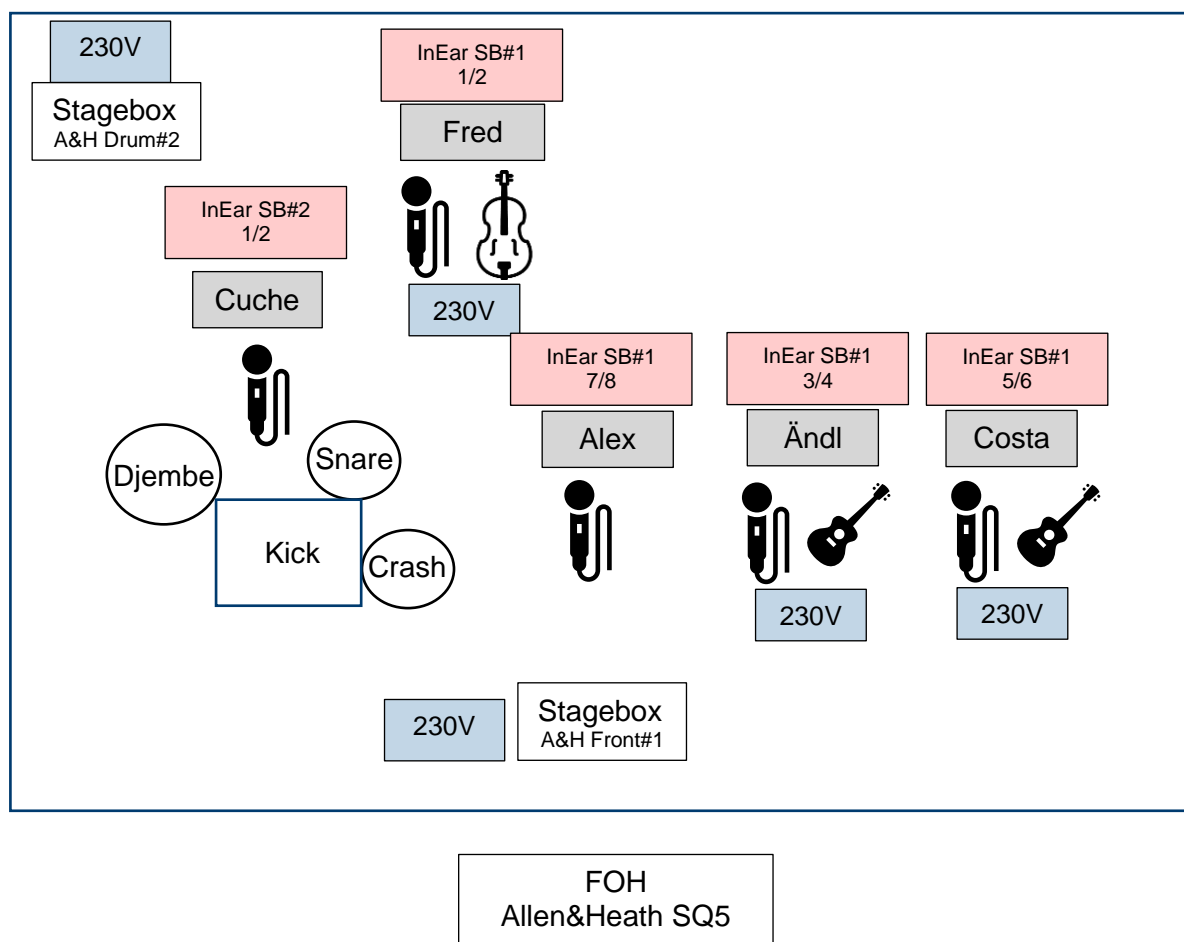 230V
Stagebox
A&H Drum#2
InEar SB#1
1/2
Fred
InEar SB#2
1/2
Cuche
230V
InEar SB#1
7/8
Alex
InEar SB#1
3/4
Ändl
InEar SB#1
5/6
Costa
Djembe
Snare
Kick
Crash
230V
230V
230V
Stagebox
A&H Front#1
FOH
Allen&Heath SQ5